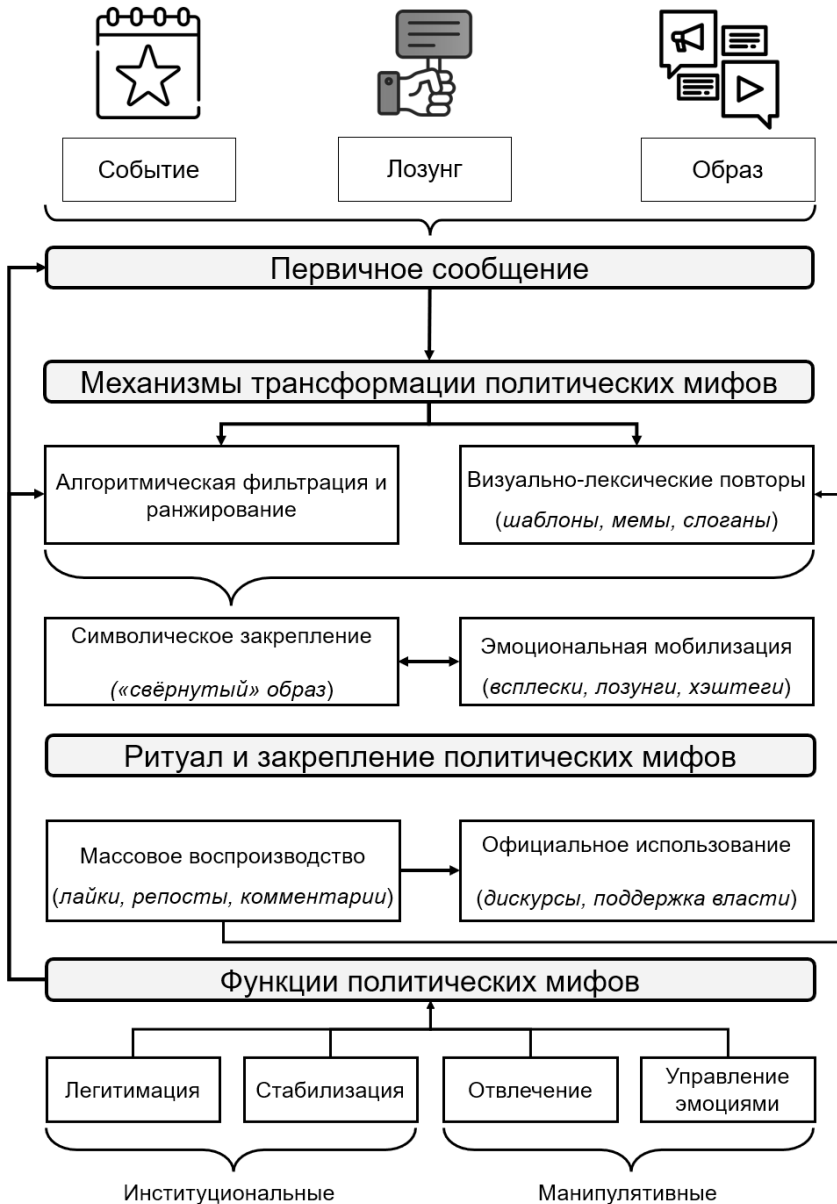 Событие
Лозунг
Образ
Первичное сообщение
Механизмы трансформации политических мифов
Алгоритмическая фильтрация и
ранжирование
Визуально-лексические повторы
(шаблоны, мемы, слоганы)
Символическое закрепление
(«свёрнутый» образ)
Эмоциональная мобилизация
(всплески, лозунги, хэштеги)
Ритуал и закрепление политических мифов
Массовое воспроизводство
(лайки, репосты, комментарии)
Официальное использование
(дискурсы, поддержка власти)
Функции политических мифов
Легитимация
Стабилизация
Отвлечение
Управление
эмоциями
Институциональные
Манипулятивные